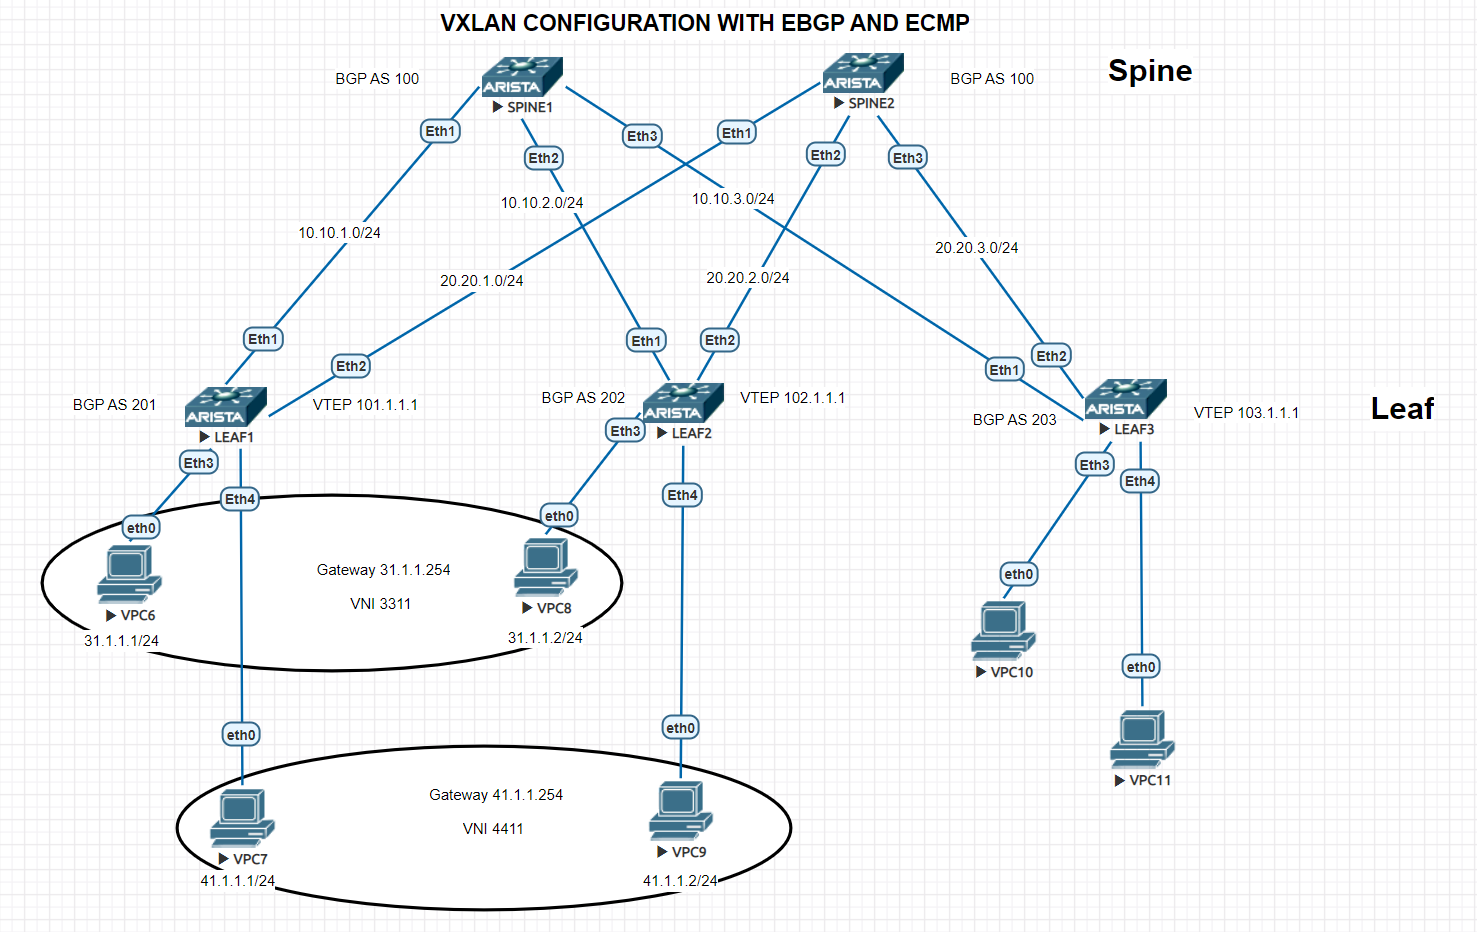 VXLAN CONFIGURATION WITH EBGP AND ECMP
BGP AS 100
ARISTA
SPINE1
ARISTA
SPINE2
BGP AS 100
Spine
Eth1
Eth2
Eth3
Eth1
Eth2
Eth3
10.10.1.0/24
10.10.2.0/24
10.10.3.0/24
20.20.1.0/24
20.20.2.0/24
20.20.3.0/24
Eth1
Eth2
Eth1
Eth2
Eth1
Eth2
BGP AS 201
ARISTA
LEAF1
VTEP 101.1.1.1
BGP AS 202
ARISTA
LEAF2
VTEP 102.1.1.1
BGP AS 203
ARISTA
LEAF3
VTEP 103.1.1.1
Leaf
Eth3
Eth4
Eth3
Eth4
Eth3
Eth4
eth0
eth0
eth0
VPC6
31.1.1.1/24
Gateway 31.1.1.254
VNI 3311
VPC8
31.1.1.2/24
VPC10
eth0
eth0
eth0
VPC11
VPC7
41.1.1.1/24
Gateway 41.1.1.254
VNI 4411
VPC9
41.1.1.2/24